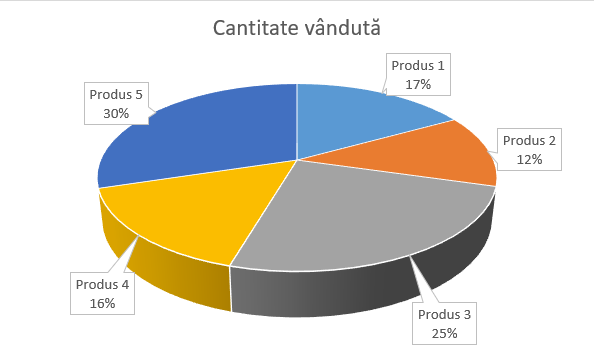 Cantitate vândută
Produs 1
17%
Produs 2
12%
Produs 3
25%
Produs 4
16%
Produs 5
30%